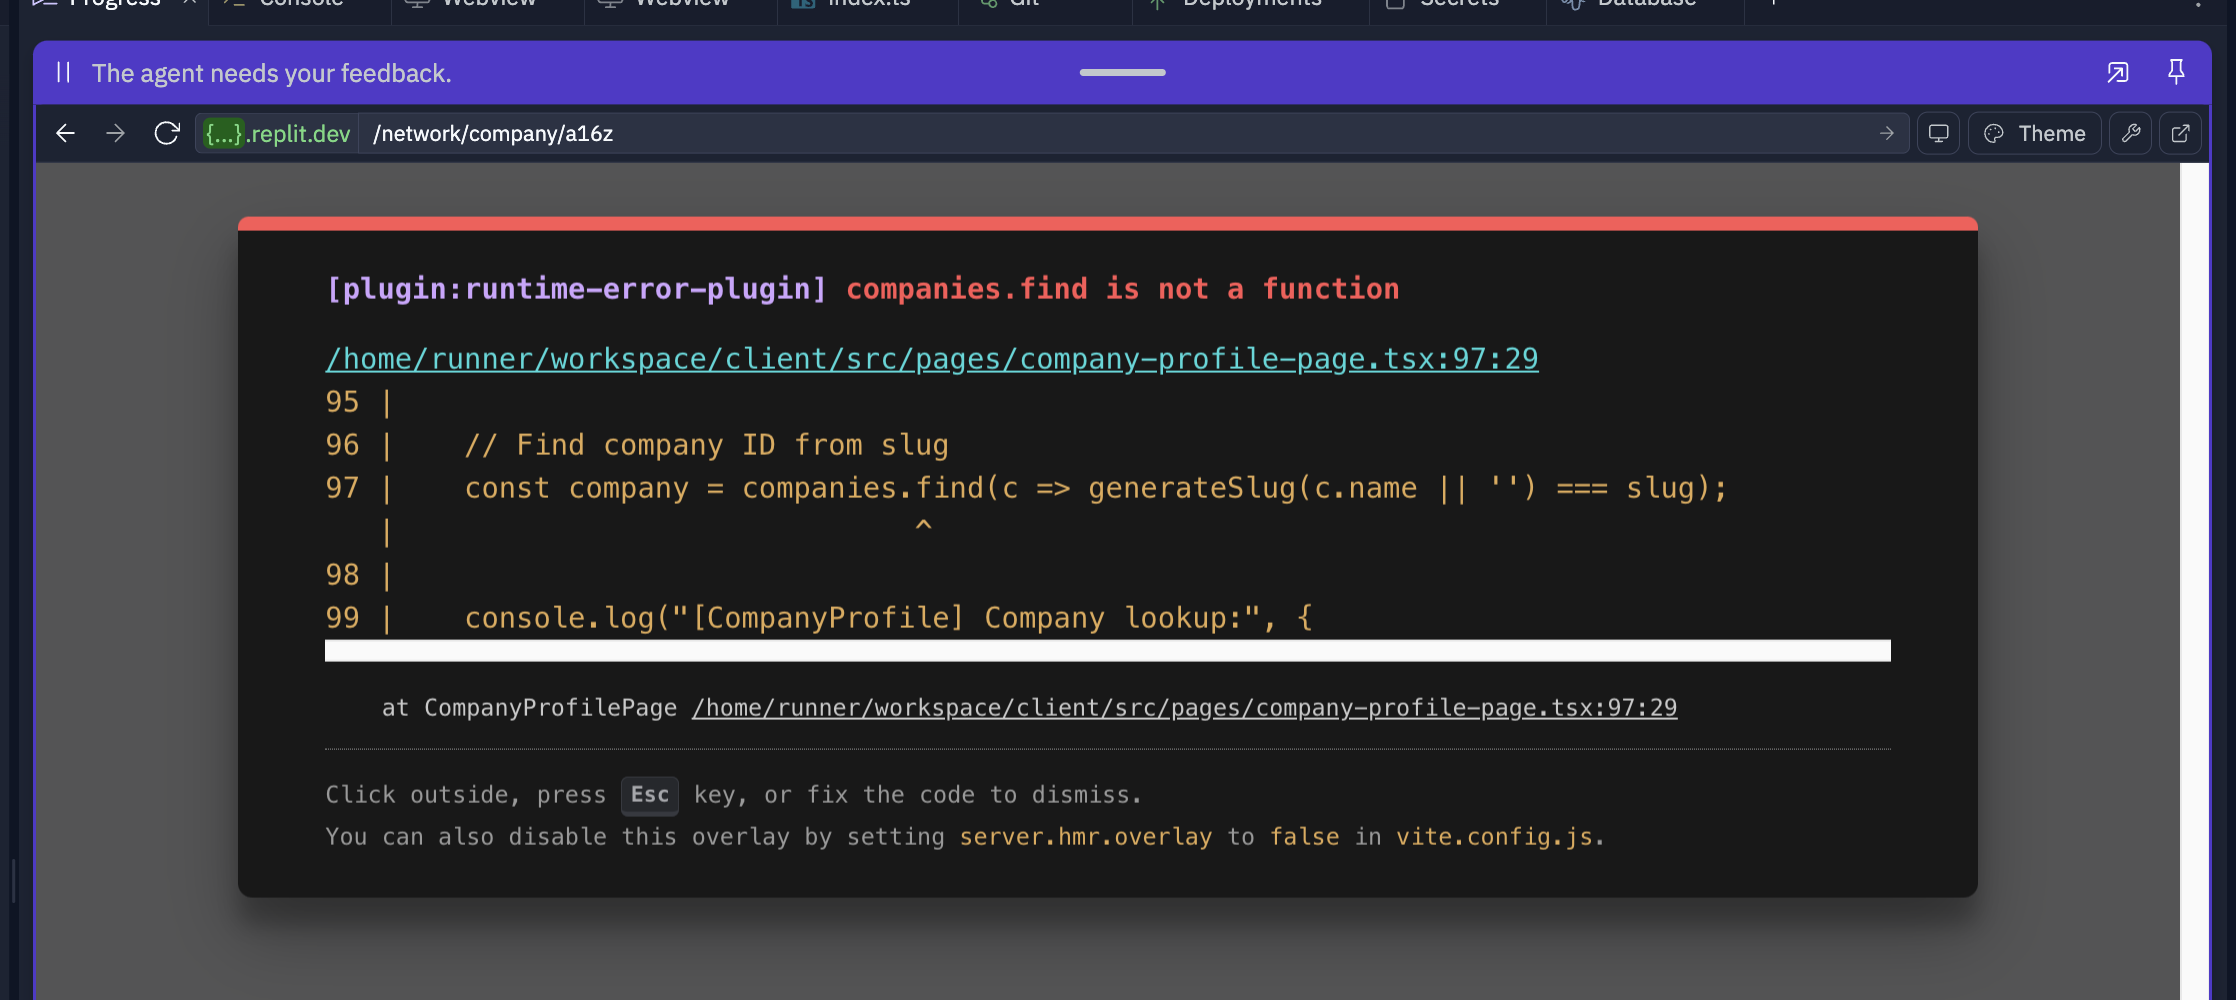 Progress Console Webview Webview index.ts Git Deployments Secrets Database
The agent needs your feedback.
{...}.replit.dev /network/company/a16z Theme
[plugin:runtime-error-plugin] companies.find is not a function
/home/runner/workspace/client/src/pages/company-profile-page.tsx:97:29
95 |
96 | // Find company ID from slug
97 | const company = companies.find(c => generateSlug(c.name || '') === slug);
| ^
98 |
99 | console.log("[CompanyProfile] Company lookup:", {
at CompanyProfilePage /home/runner/workspace/client/src/pages/company-profile-page.tsx:97:29
Click outside, press Esc key, or fix the code to dismiss.
You can also disable this overlay by setting server.hmr.overlay to false in vite.config.js.